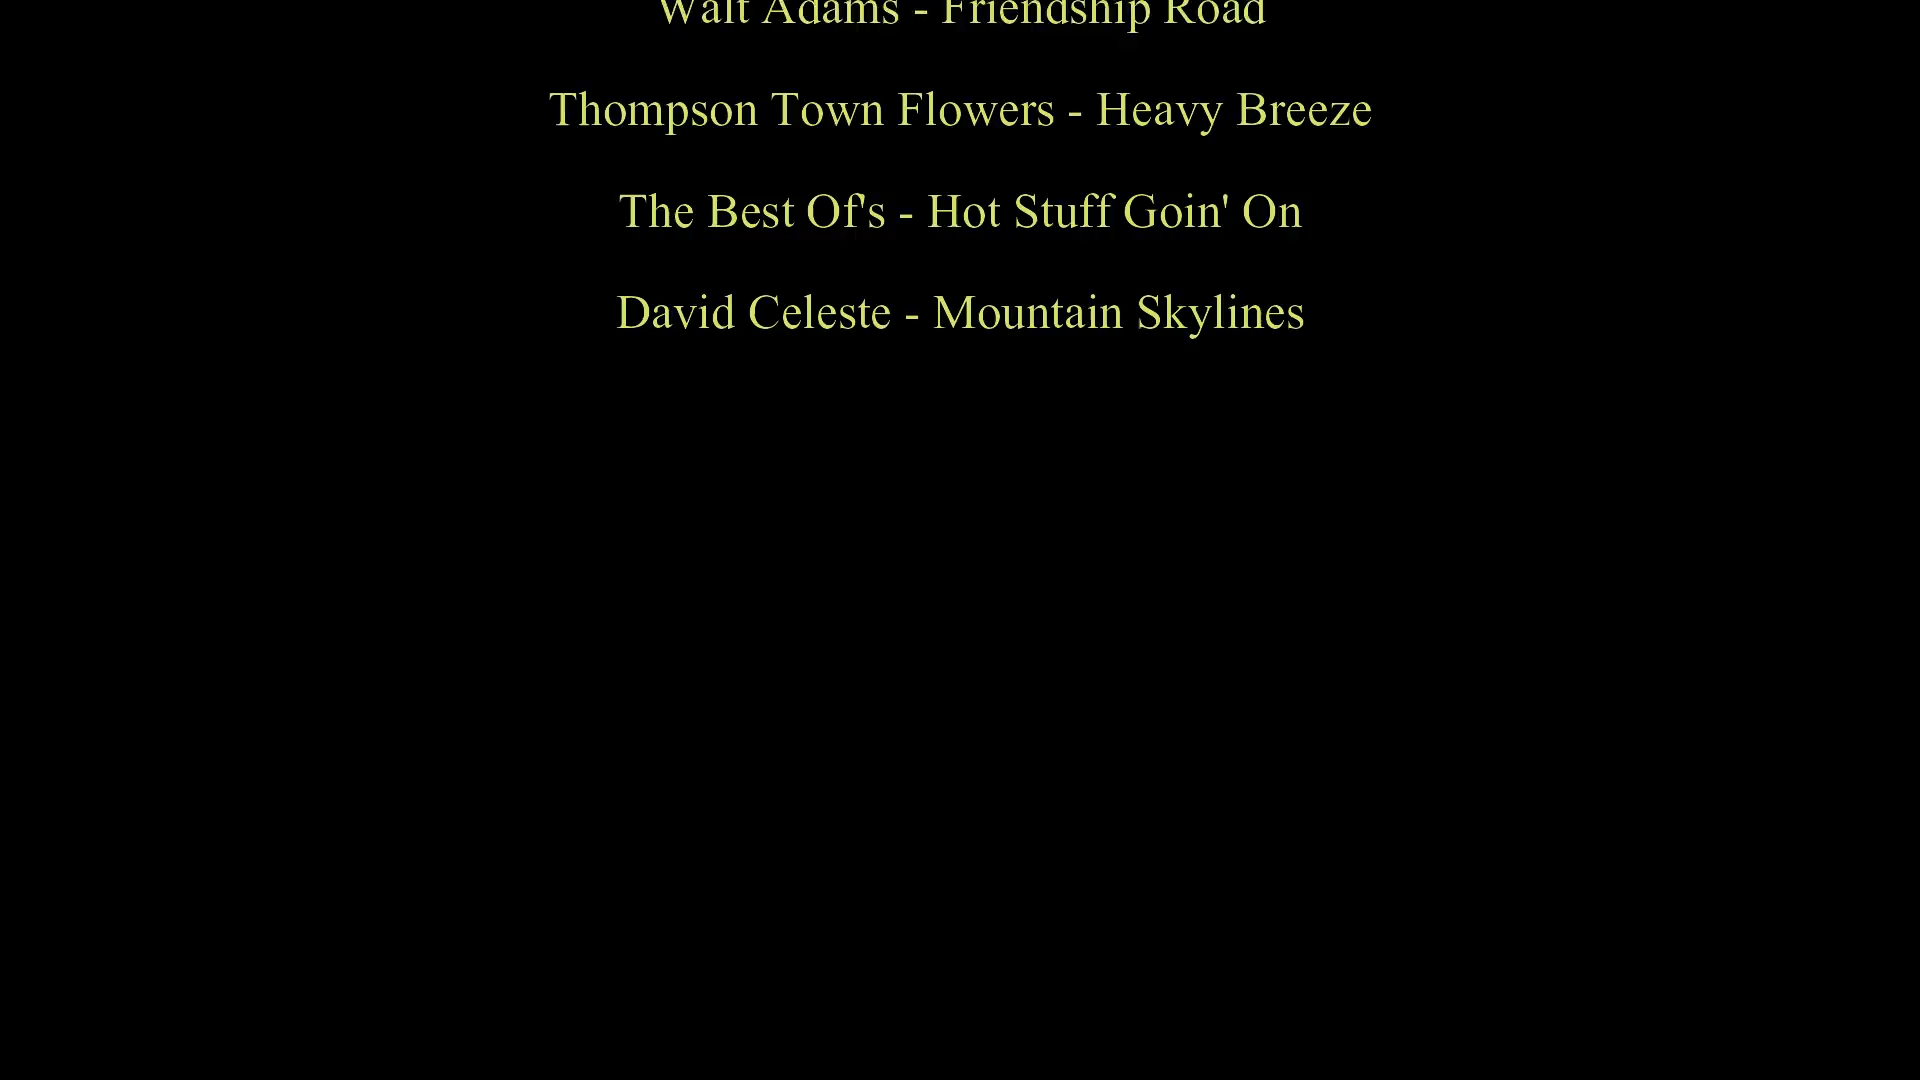 Walt Adams - Friendship Road
Thompson Town Flowers - Heavy Breeze
The Best Of's - Hot Stuff Goin' On
David Celeste - Mountain Skylines